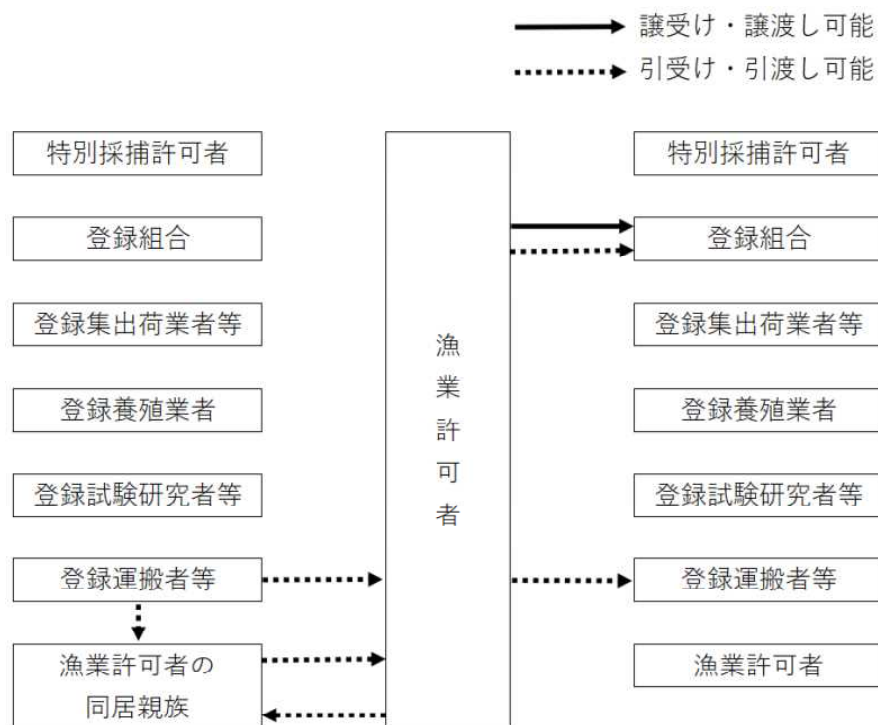 譲受け・譲渡し可能
引受け・引渡し可能
特別採捕許可者
登録組合
登録集出荷業者等
登録養殖業者
登録試験研究者等
登録運搬者等
漁業許可者の
同居親族
漁業許可者
特別採捕許可者
登録組合
登録集出荷業者等
登録養殖業者
登録試験研究者等
登録運搬者等
漁業許可者